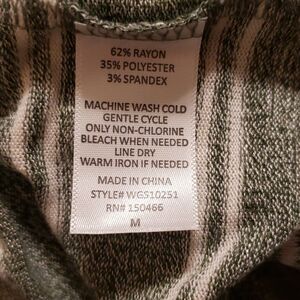 62% RAYON
35% POLYESTER
3% SPANDEX
MACHINE WASH COLD
GENTLE CYCLE
ONLY NON-CHLORINE
BLEACH WHEN NEEDED
LINE DRY
WARM IRON IF NEEDED
MADE IN CHINA
STYLE# WGS10251
RN# 150466
M